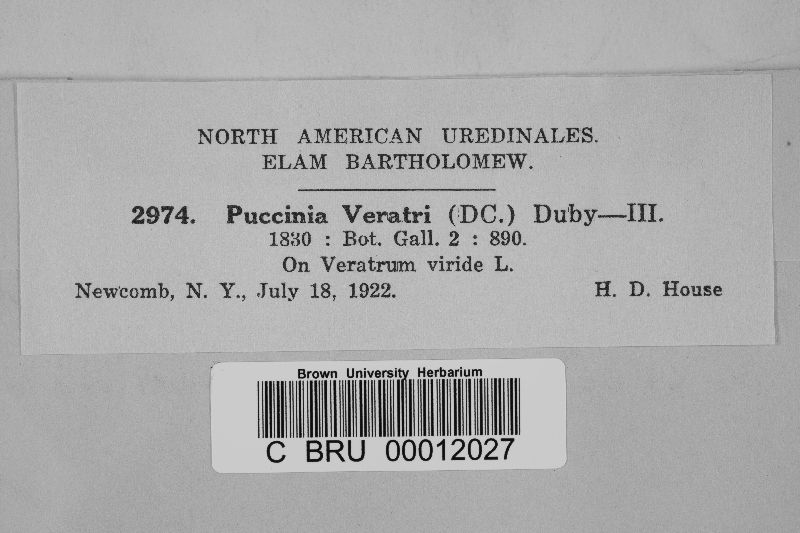 NORTH AMERICAN UREDINALES.
ELAM BARTHOLOMEW.
2974. Puccinia Veratri (DC.) Duby—III.
1830 : Bot. Gall. 2 : 890.
On Veratrum viride L.
Newcomb, N. Y., July 18, 1922. H. D. House
Brown University Herbarium
C BRU 00012027